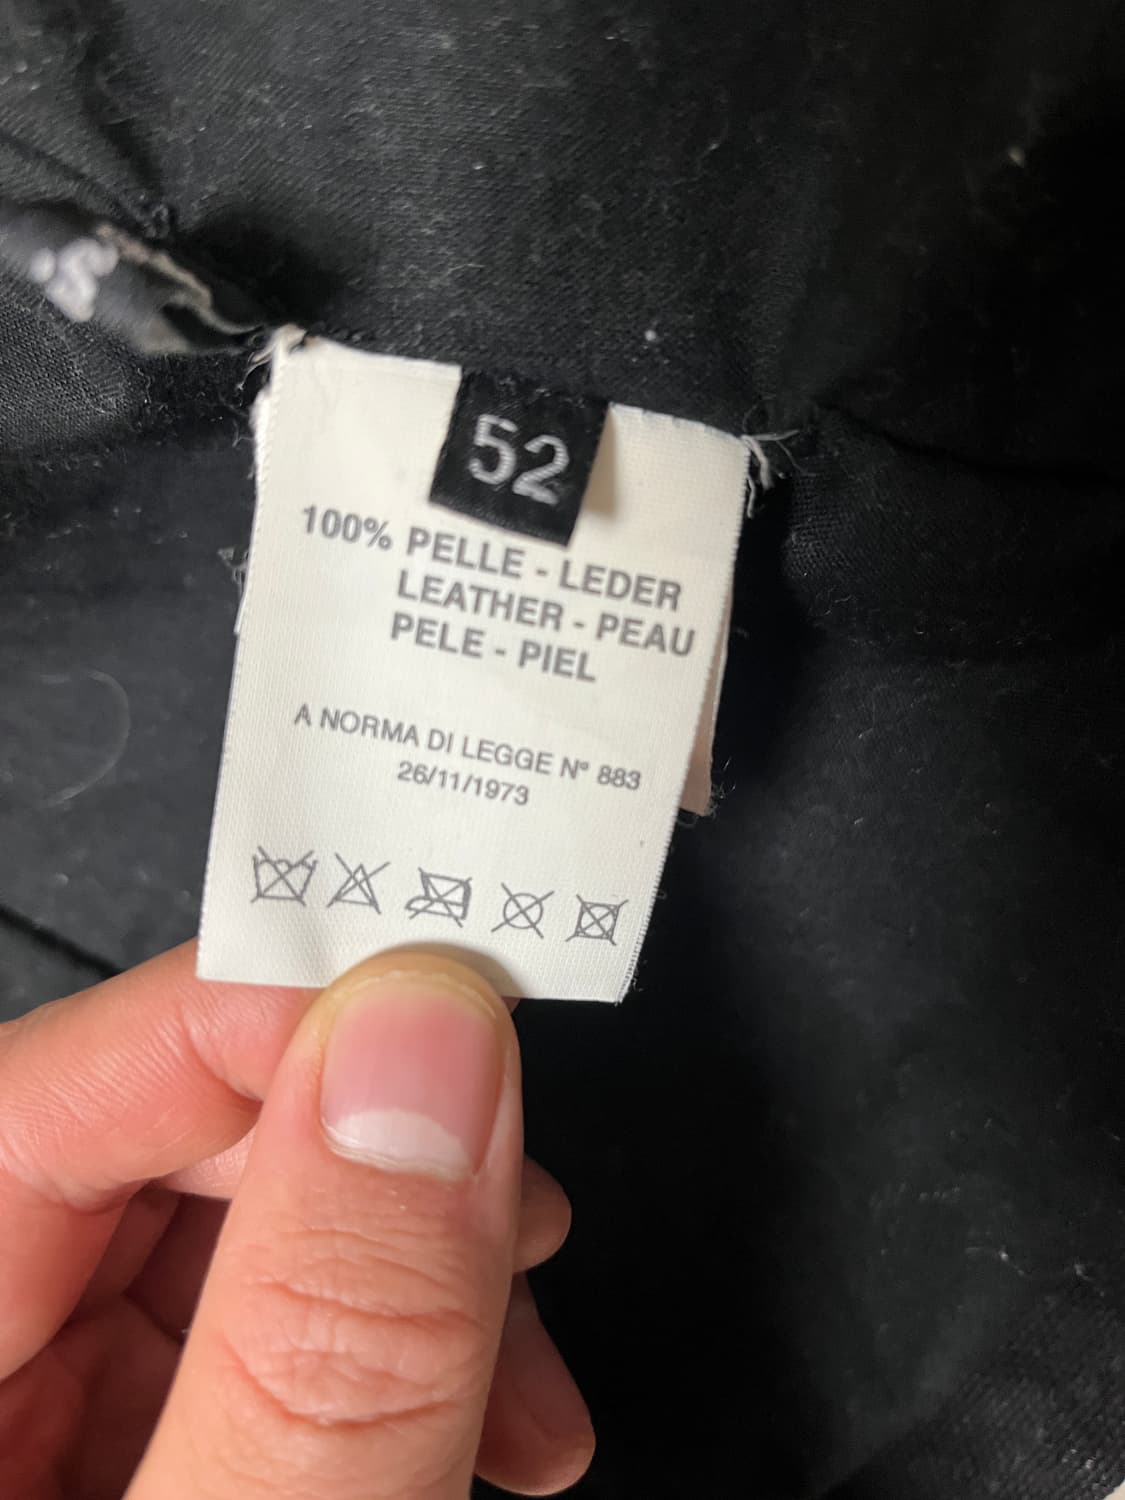 52
100% PELLE - LEDER
LEATHER - PEAU
PELE - PIEL
A NORMA DI LEGGE N° 883
26/11/1973